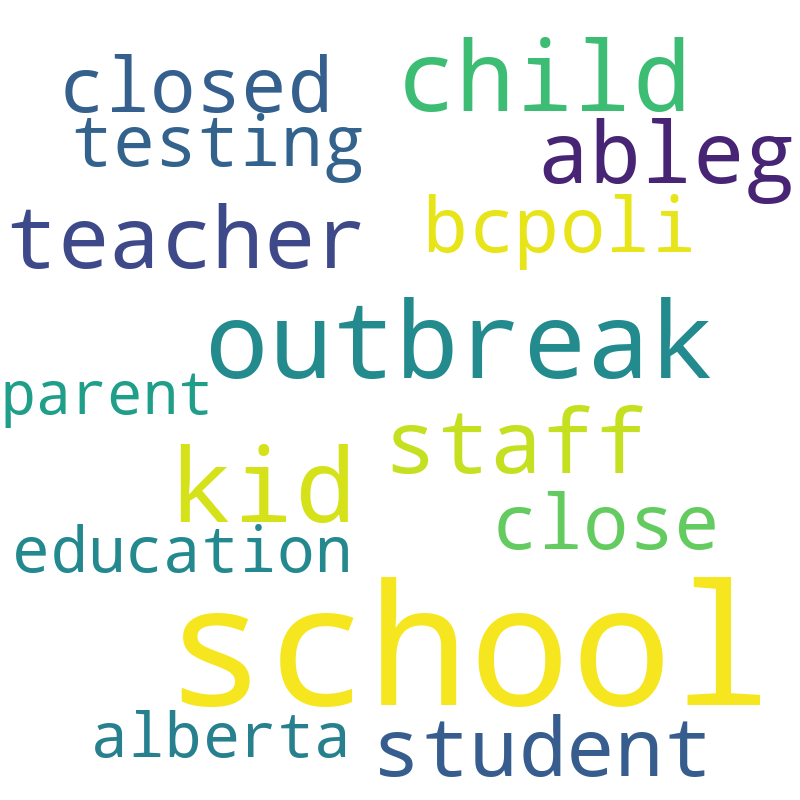 closed
child
testing
ableg
teacher
bcpoli
outbreak
parent
staff
kid
close
education
school
alberta
student